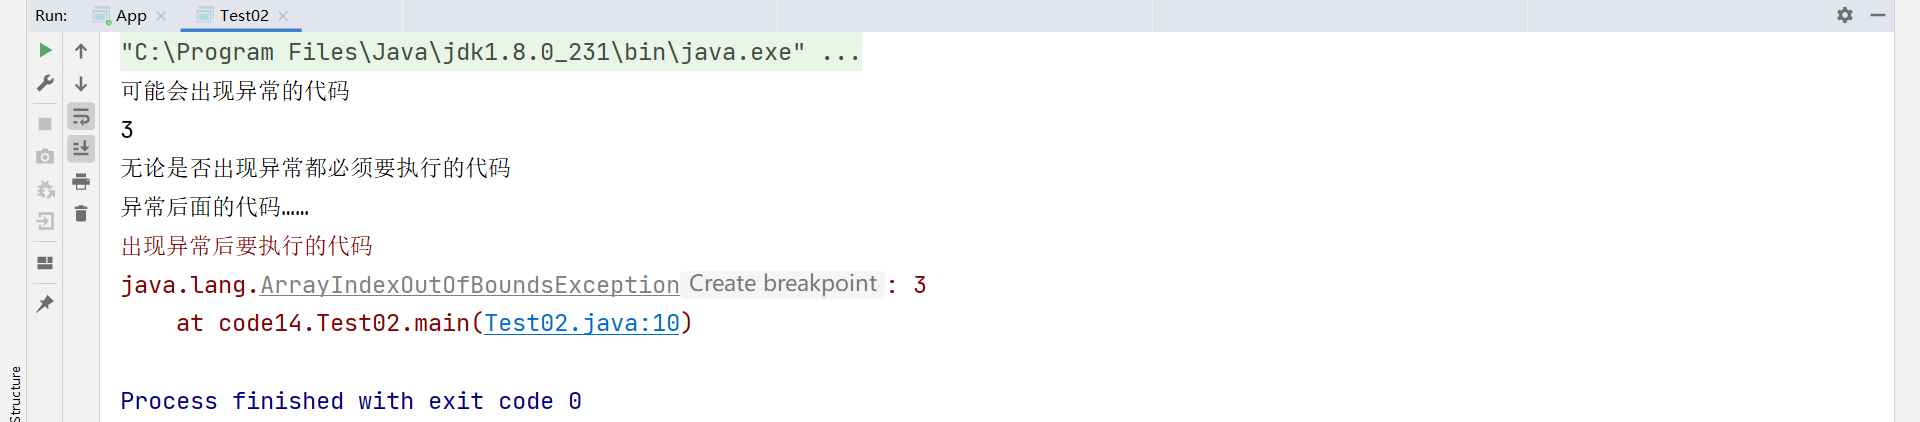 Run: App Test02
"C:\Program Files\Java\jdk1.8.0_231\bin\java.exe" ...
可能会出现异常的代码
3
无论是否出现异常都必须要执行的代码
异常后面的代码……
出现异常后要执行的代码
java.lang.ArrayIndexOutOfBoundsException Create breakpoint : 3
at code14.Test02.main(Test02.java:10)
Process finished with exit code 0
Structure